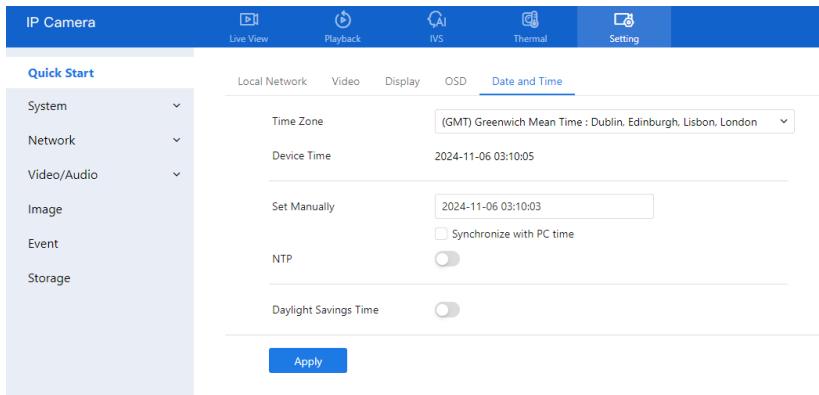 IP Camera
Live View
Playback
AI
IVS
Thermal
Setting
Quick Start
System
Network
Video/Audio
Image
Event
Storage
Local Network Video Display OSD Date and Time
Time Zone (GMT) Greenwich Mean Time : Dublin, Edinburgh, Lisbon, London
Device Time 2024-11-06 03:10:05
Set Manually 2024-11-06 03:10:03
Synchronize with PC time
NTP
Daylight Savings Time
Apply